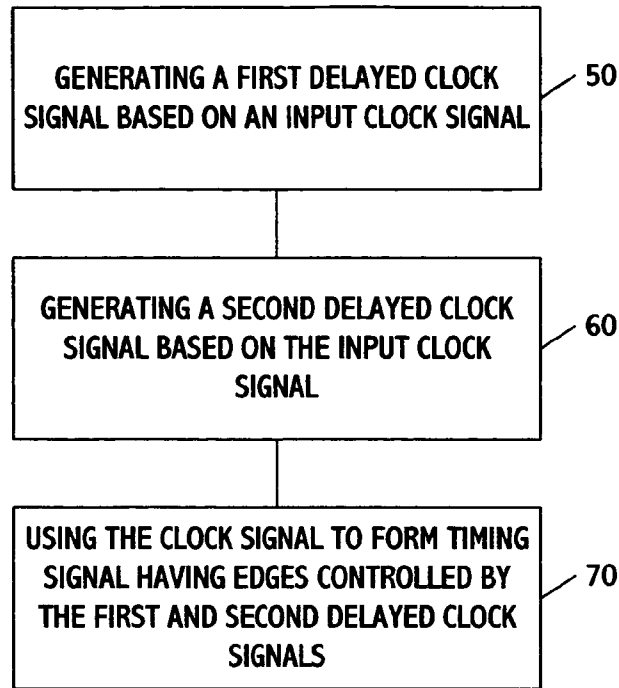 GENERATING A FIRST DELAYED CLOCK
SIGNAL BASED ON AN INPUT CLOCK SIGNAL
50
GENERATING A SECOND DELAYED CLOCK
SIGNAL BASED ON THE INPUT CLOCK
SIGNAL
60
USING THE CLOCK SIGNAL TO FORM TIMING
SIGNAL HAVING EDGES CONTROLLED BY
THE FIRST AND SECOND DELAYED CLOCK
SIGNALS
70